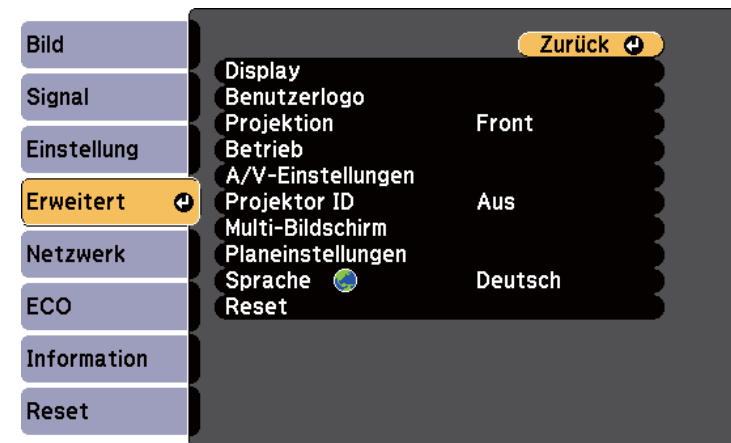 Bild
Signal
Einstellung
Erweitert
Netzwerk
ECO
Information
Reset
Zurück
Display
Benutzerlogo
Projektion Front
Betrieb
A/V-Einstellungen
Projektor ID Aus
Multi-Bildschirm
Planeinstellungen
Sprache Deutsch
Reset